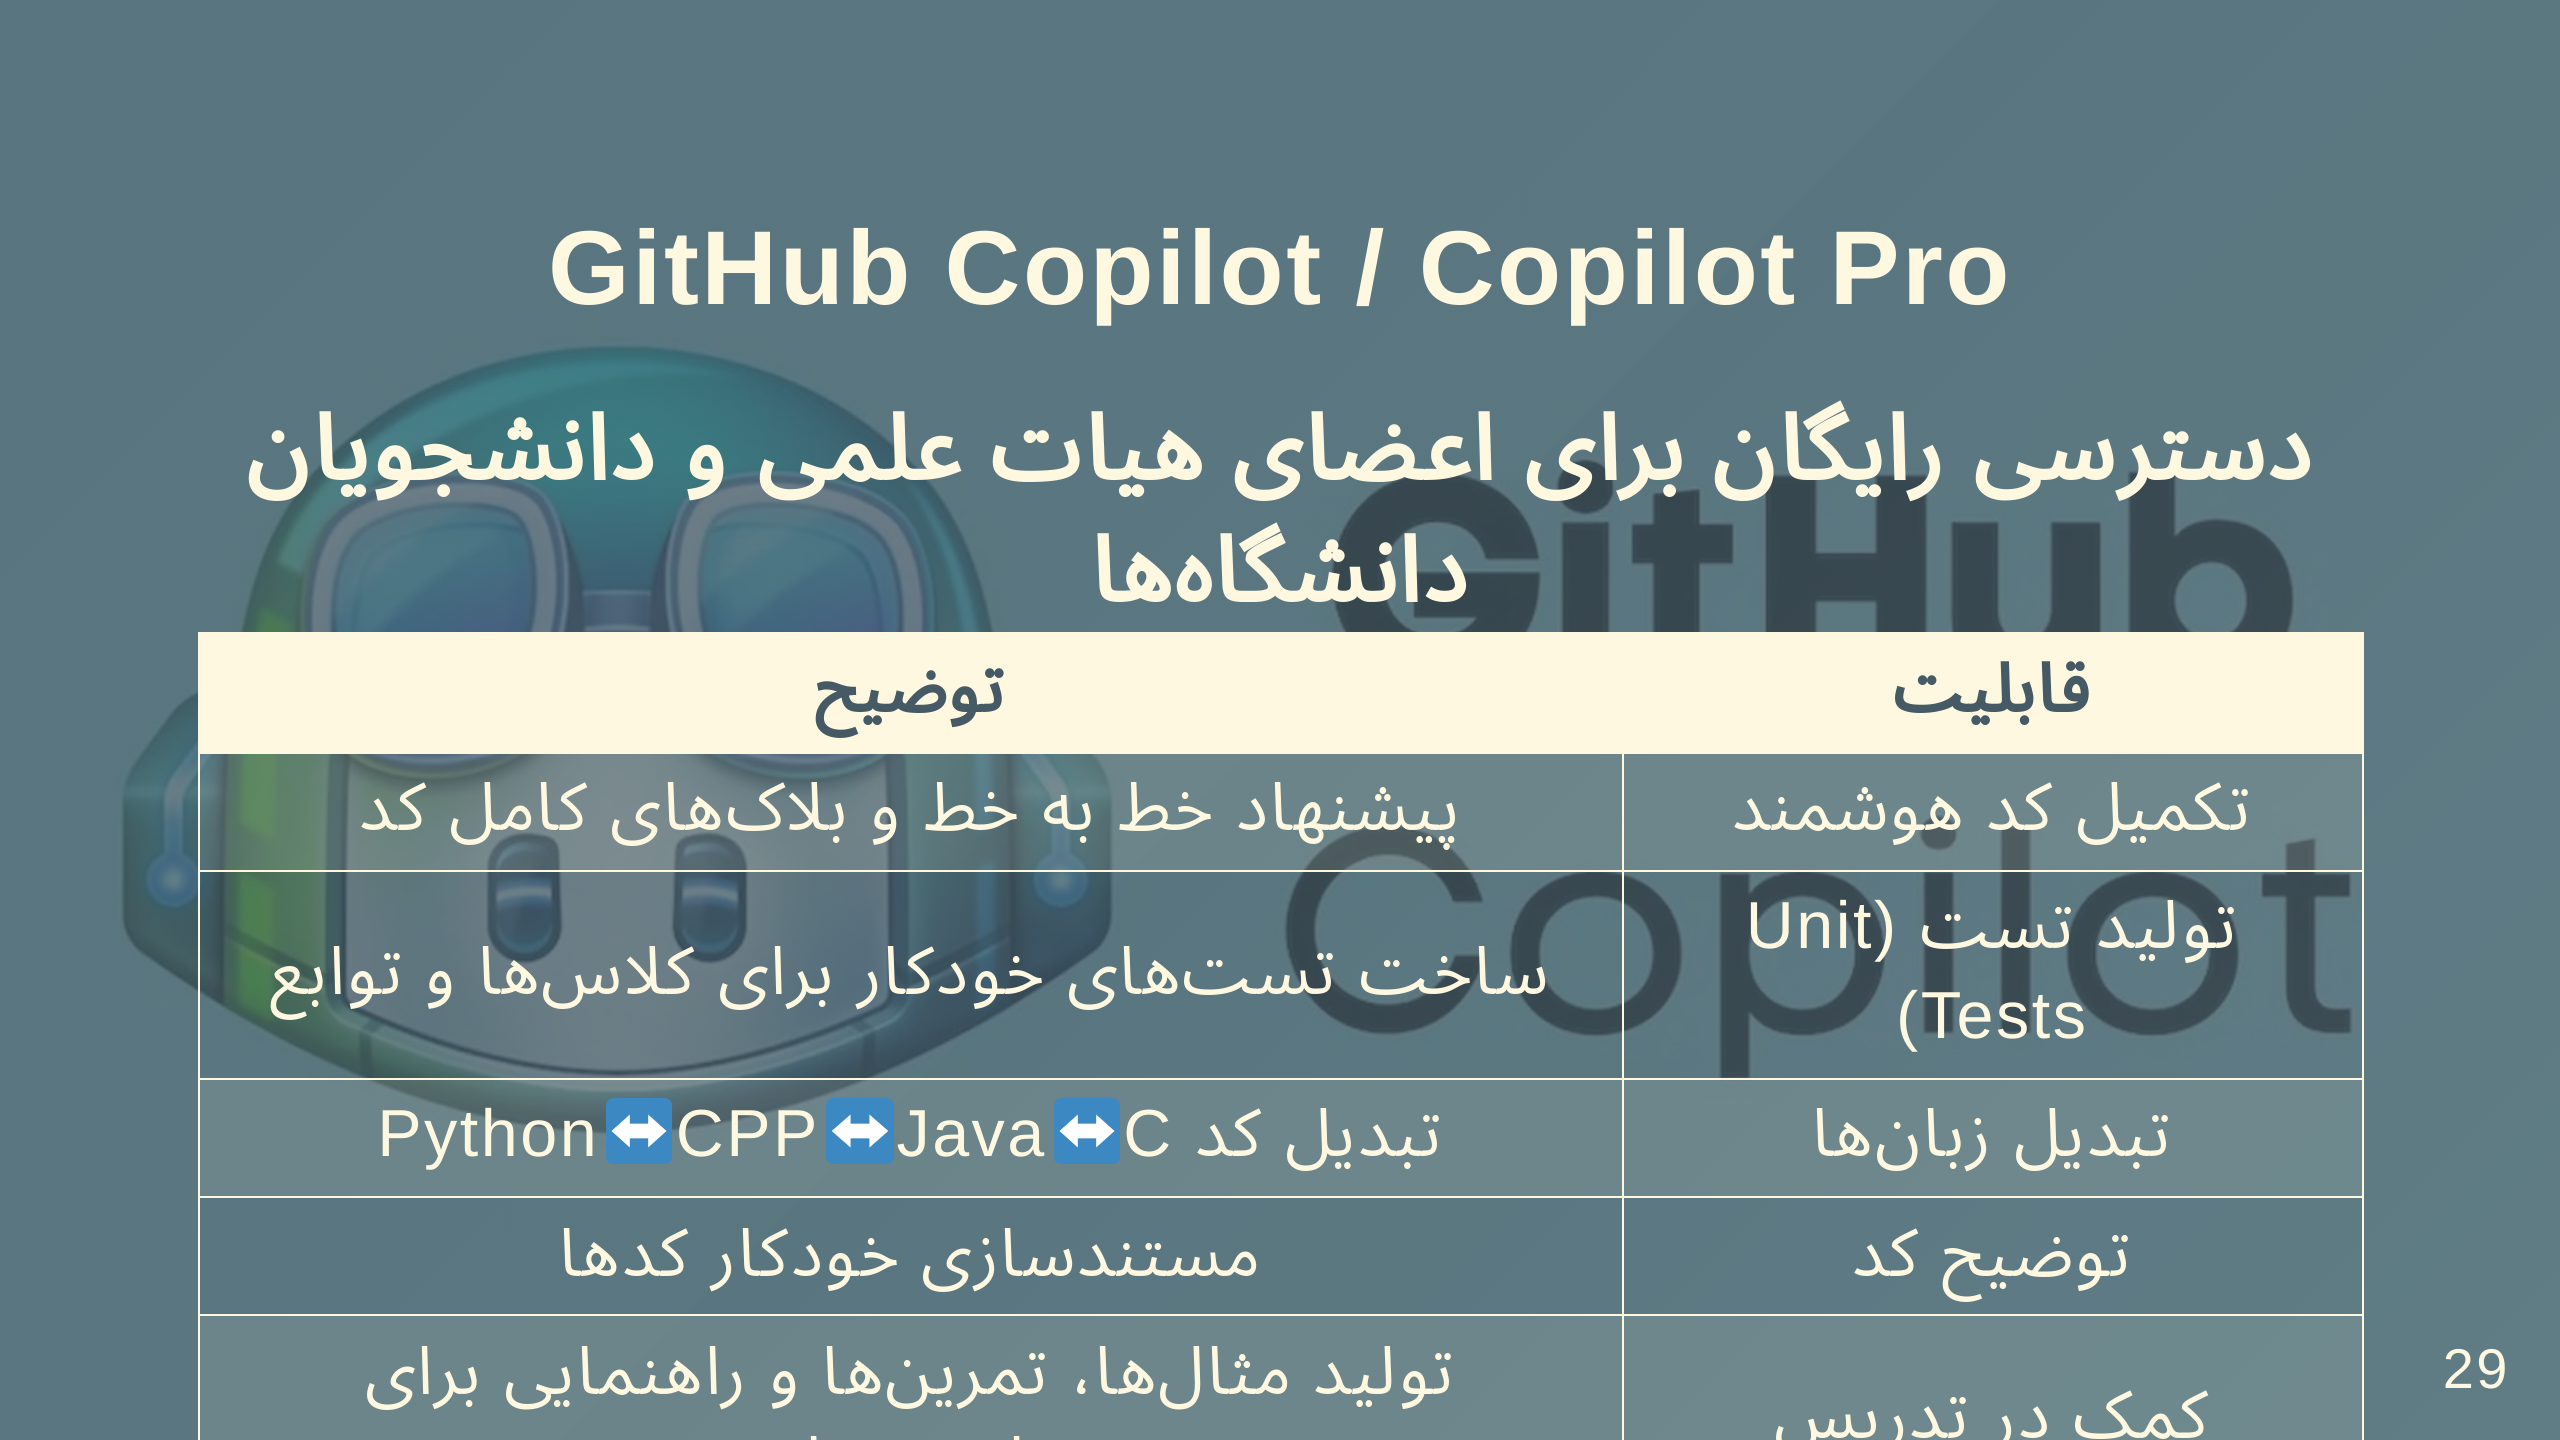 GitHub Copilot / Copilot Pro
دسترسی رایگان برای اعضای هیات علمی و دانشجویان
دانشگاه‌ها
GitHub
Copilot
قابلیت توضیح
تکمیل کد هوشمند پیشنهاد خط به خط و بلاک‌های کامل کد
تولید تست (Unit
Tests)
ساخت تست‌های خودکار برای کلاس‌ها و توابع
تبدیل زبان‌ها تبدیل کد C↔️Java↔️CPP↔️Python
توضیح کد مستندسازی خودکار کدها
کمک در تدریس
تولید مثال‌ها، تمرین‌ها و راهنمایی برای
29